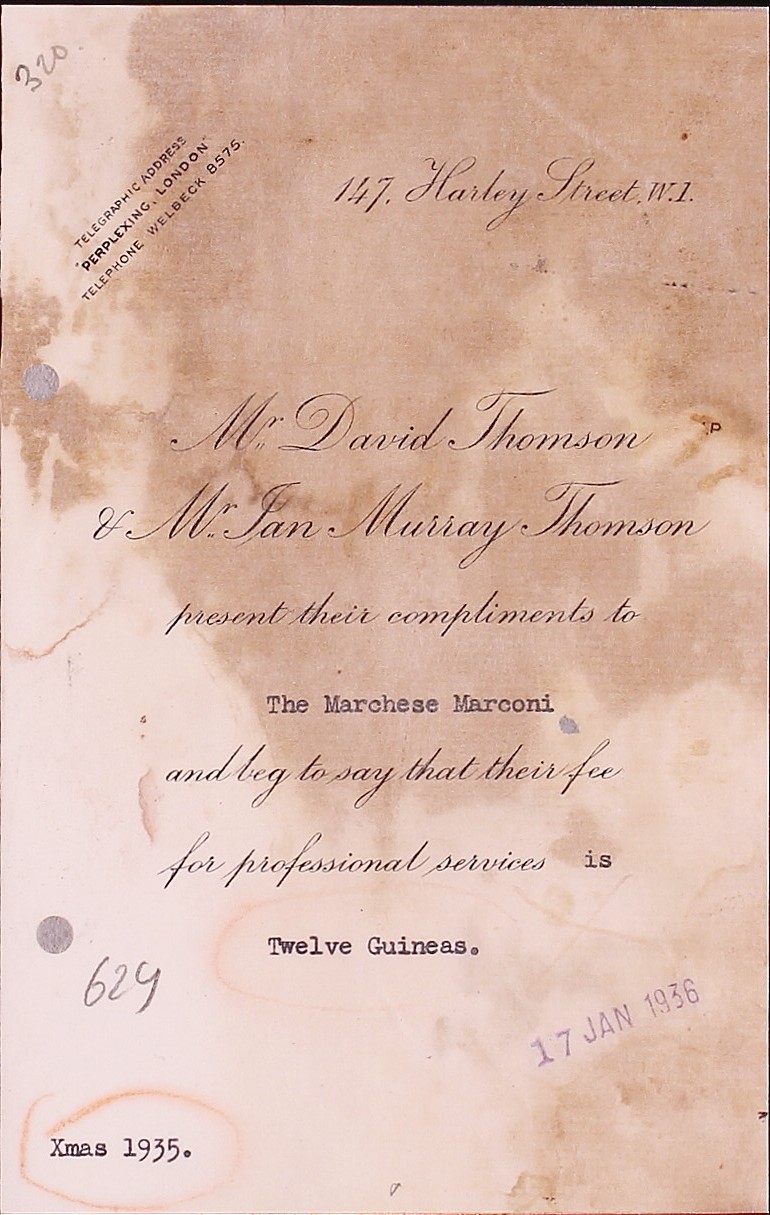 320
TELEGRAPHIC ADDRESS
"PERPLEXING, LONDON"
TELEPHONE WELBECK 8575.
147, Harley Street, W.1.
Mr. David Thomson
& Mr. Ian Murray Thomson
present their compliments to
The Marchese Marconi
and beg to say that their fee
for professional services is
Twelve Guineas.
629
17 JAN 1936
Xmas 1935.